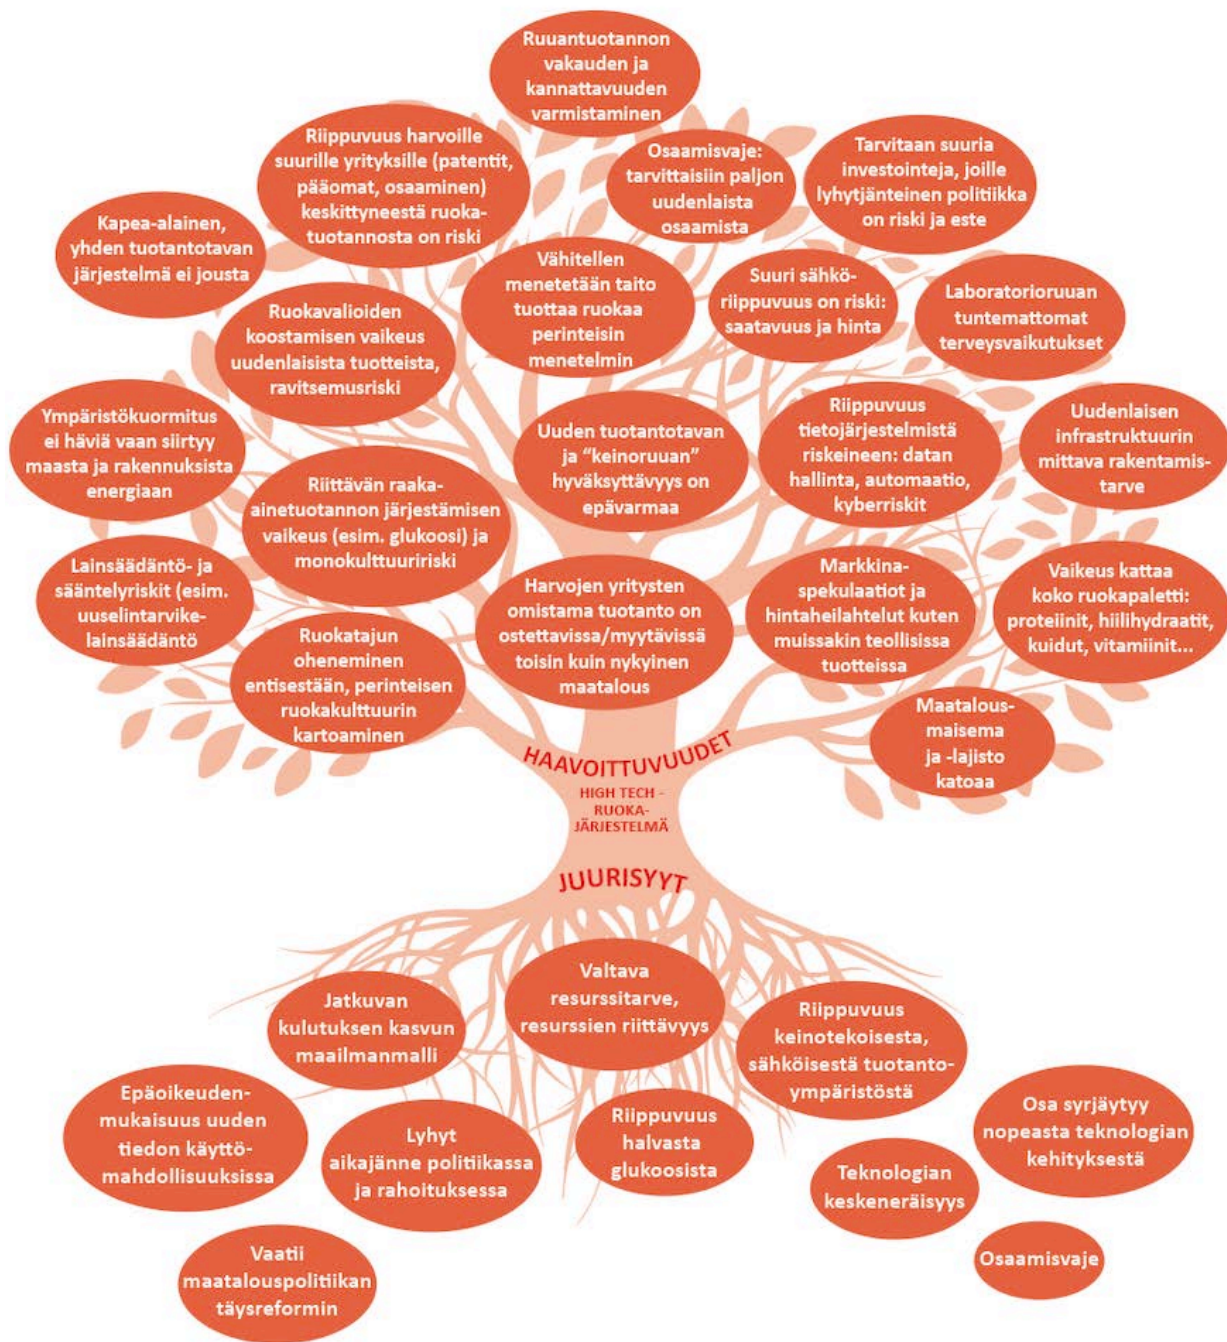 Ruuantuotannon
vakauden ja
kannattavuuden
varmistaminen
Riippuvuus harvoille
suurille yrityksille (patentit,
pääomat, osaaminen)
keskittyneestä ruoka-
tuotannosta on riski
Osaamisvaje:
tarvittaisiin paljon
uudenlaista
osaamista
Tarvitaan suuria
investointeja, joille
lyhytjänteinen politiikka
on riski ja este
Kapea-alainen,
yhden tuotantotavan
järjestelmä ei jousta
Vähitellen
menetetään taito
tuottaa ruokaa
perinteisin
menetelmin
Suuri sähkö-
riippuvuus on riski:
saatavuus ja hinta
Laboratorioruuan
tuntemattomat
terveysvaikutukset
Ruokavalioiden
koostamisen vaikeus
uudenlaisista tuotteista,
ravitsemusriski
Ympäristökuormitus
ei häviä vaan siirtyy
maasta ja rakennuksista
energiaan
Uuden tuotantotavan
ja “keinoruuan”
hyväksyttävyys on
epävarmaa
Riippuvuus
tietojärjestelmistä
riskeineen: datan
hallinta, automaatio,
kyberriskit
Uudenlaisen
infrastruktuurin
mittava rakentamis-
tarve
Riittävän raaka-
ainetuotannon järjestämisen
vaikeus (esim. glukoosi) ja
monokulttuuririski
Lainsäädäntö- ja
sääntelyriskit (esim.
uuselintarvike-
lainsäädäntö
Harvojen yritysten
omistama tuotanto on
ostettavissa/myytävissä
toisin kuin nykyinen
maatalous
Markkina-
spekulaatiot ja
hintaheilahtelut kuten
muissakin teollisissa
tuotteissa
Vaikeus kattaa
koko ruokapaletti:
proteiinit, hiilihydraatit,
kuidut, vitamiinit...
Ruokatajun
oheneminen
entisestään, perinteisen
ruokakulttuurin
kartoaminen
Maatalous-
maisema
ja -lajisto
katoaa
HAAVOITTUVUUDET
HIGH TECH -
RUOKA-
JÄRJESTELMÄ
JUURISYYT
Jatkuvan
kulutuksen kasvun
maailmanmalli
Valtava
resurssitarve,
resurssien riittävyys
Riippuvuus
keinotekoisesta,
sähköisestä tuotanto-
ympäristöstä
Epäoikeuden-
mukaisuus uuden
tiedon käyttö-
mahdollisuuksissa
Lyhyt
aikajänne politiikassa
ja rahoituksessa
Riippuvuus
halvasta
glukoosista
Osa syrjäytyy
nopeasta teknologian
kehityksestä
Teknologian
keskeneräisyys
Vaatii
maatalouspolitiikan
täysreformin
Osaamisvaje